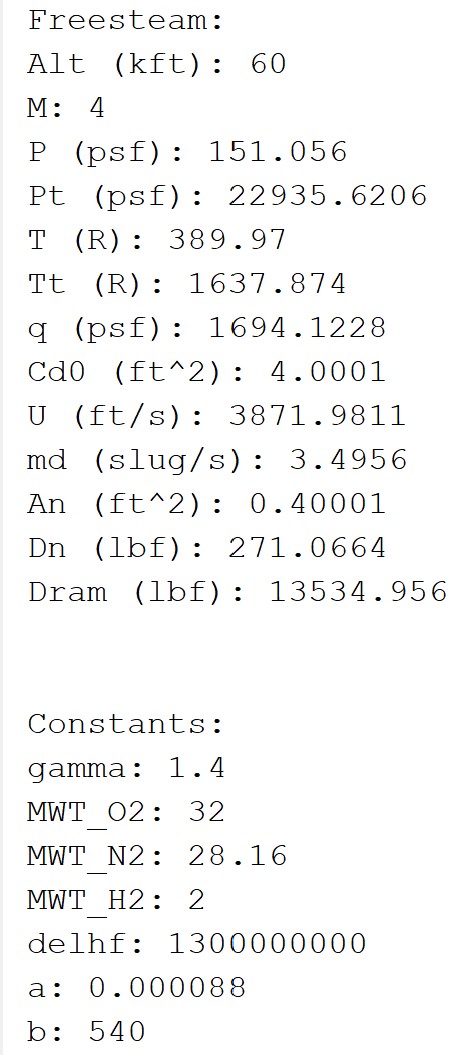 Freesteam:
Alt (kft): 60
M: 4
P (psf): 151.056
Pt (psf): 22935.6206
T (R): 389.97
Tt (R): 1637.874
q (psf): 1694.1228
Cd0 (ft^2): 4.0001
U (ft/s): 3871.9811
md (slug/s): 3.4956
An (ft^2): 0.40001
Dn (lbf): 271.0664
Dram (lbf): 13534.956
Constants:
gamma: 1.4
MWT_O2: 32
MWT_N2: 28.16
MWT_H2: 2
delhf: 1300000000
a: 0.000088
b: 540